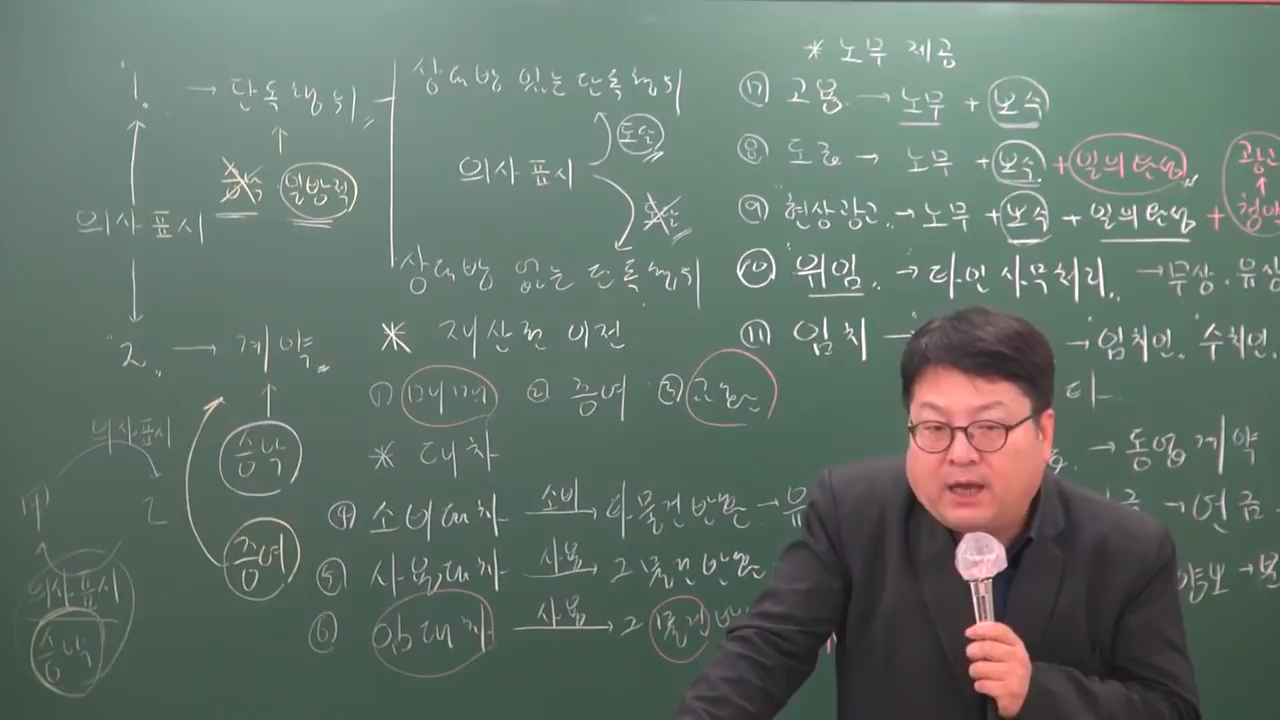 1. → 단독행위
상대방 있는 단독행위
의사표시
도달
일방적
의사표시
상대방 없는 단독행위
2. → 계약
승낙
증여
의사표시
甲 乙
의사표시
승낙
* 재산권 이전
① 매매 ② 증여 ③ 교환
* 대차
④ 소비대차 소비→ 타 물건반환 → 유
⑤ 사용대차 사용→ 그 물건 반환
⑥ 임대차 사용→ 그 물건 반
* 노무 제공
⑦ 고용. → 노무 + 보수
⑧ 도급 → 노무 + 보수 + 일의 완성
광고
↑
청약
⑨ 현상광고. → 노무 + 보수 + 일의 완성 +
⑩ "위임. → 타인 사무처리. → 무상. 유상
⑪ 임치 → → 임치인. 수치인.
→ 동업계약
→ 연금